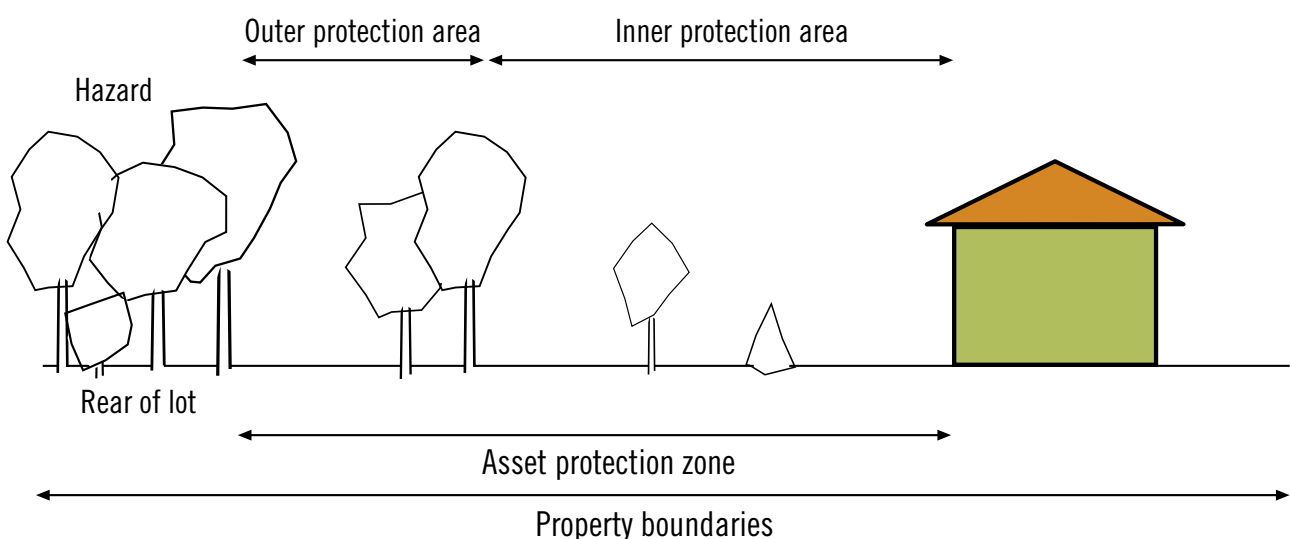 Outer protection area
Inner protection area
Hazard
Rear of lot
Asset protection zone
Property boundaries